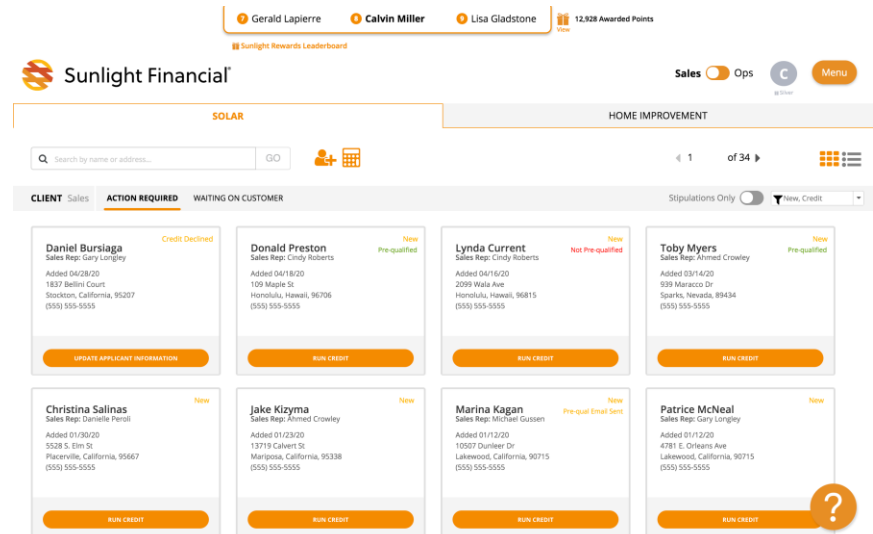 7 Gerald Lapierre 8 Calvin Miller 9 Lisa Gladstone
View
12,928 Awarded Points
Sunlight Rewards Leaderboard
Sunlight Financial
Sales Ops C Menu
Silver
SOLAR HOME IMPROVEMENT
Search by name or address... GO 1 of 34
CLIENT Sales ACTION REQUIRED WAITING ON CUSTOMER Stipulations Only New, Credit
Credit Declined
Daniel Bursiaga
Sales Rep: Gary Longley
Added 04/28/20
1837 Bellini Court
Stockton, California, 95207
(555) 555-5555
UPDATE APPLICANT INFORMATION
New
Donald Preston
Pre-qualified
Sales Rep: Cindy Roberts
Added 04/18/20
109 Maple St
Honolulu, Hawaii, 96706
(555) 555-5555
RUN CREDIT
New
Lynda Current
Not Pre-qualified
Sales Rep: Cindy Roberts
Added 04/16/20
2099 Wala Ave
Honolulu, Hawaii, 96815
(555) 555-5555
RUN CREDIT
New
Toby Myers
Pre-qualified
Sales Rep: Ahmed Crowley
Added 03/14/20
939 Maracco Dr
Sparks, Nevada, 89434
(555) 555-5555
RUN CREDIT
New
Christina Salinas
Sales Rep: Danielle Peroli
Added 01/30/20
5528 S. Elm St
Placerville, California, 95667
(555) 555-5555
RUN CREDIT
New
Jake Kizyma
Sales Rep: Ahmed Crowley
Added 01/23/20
13719 Calvert St
Mariposa, California, 95338
(555) 555-5555
RUN CREDIT
New
Marina Kagan
Pre-qual Email Sent
Sales Rep: Michael Gussen
Added 01/12/20
10507 Dunleer Dr
Lakewood, California, 90715
(555) 555-5555
RUN CREDIT
New
Patrice McNeal
Sales Rep: Gary Longley
Added 01/12/20
4781 E. Orleans Ave
Lakewood, California, 90715
(555) 555-5555
RUN CREDIT
?